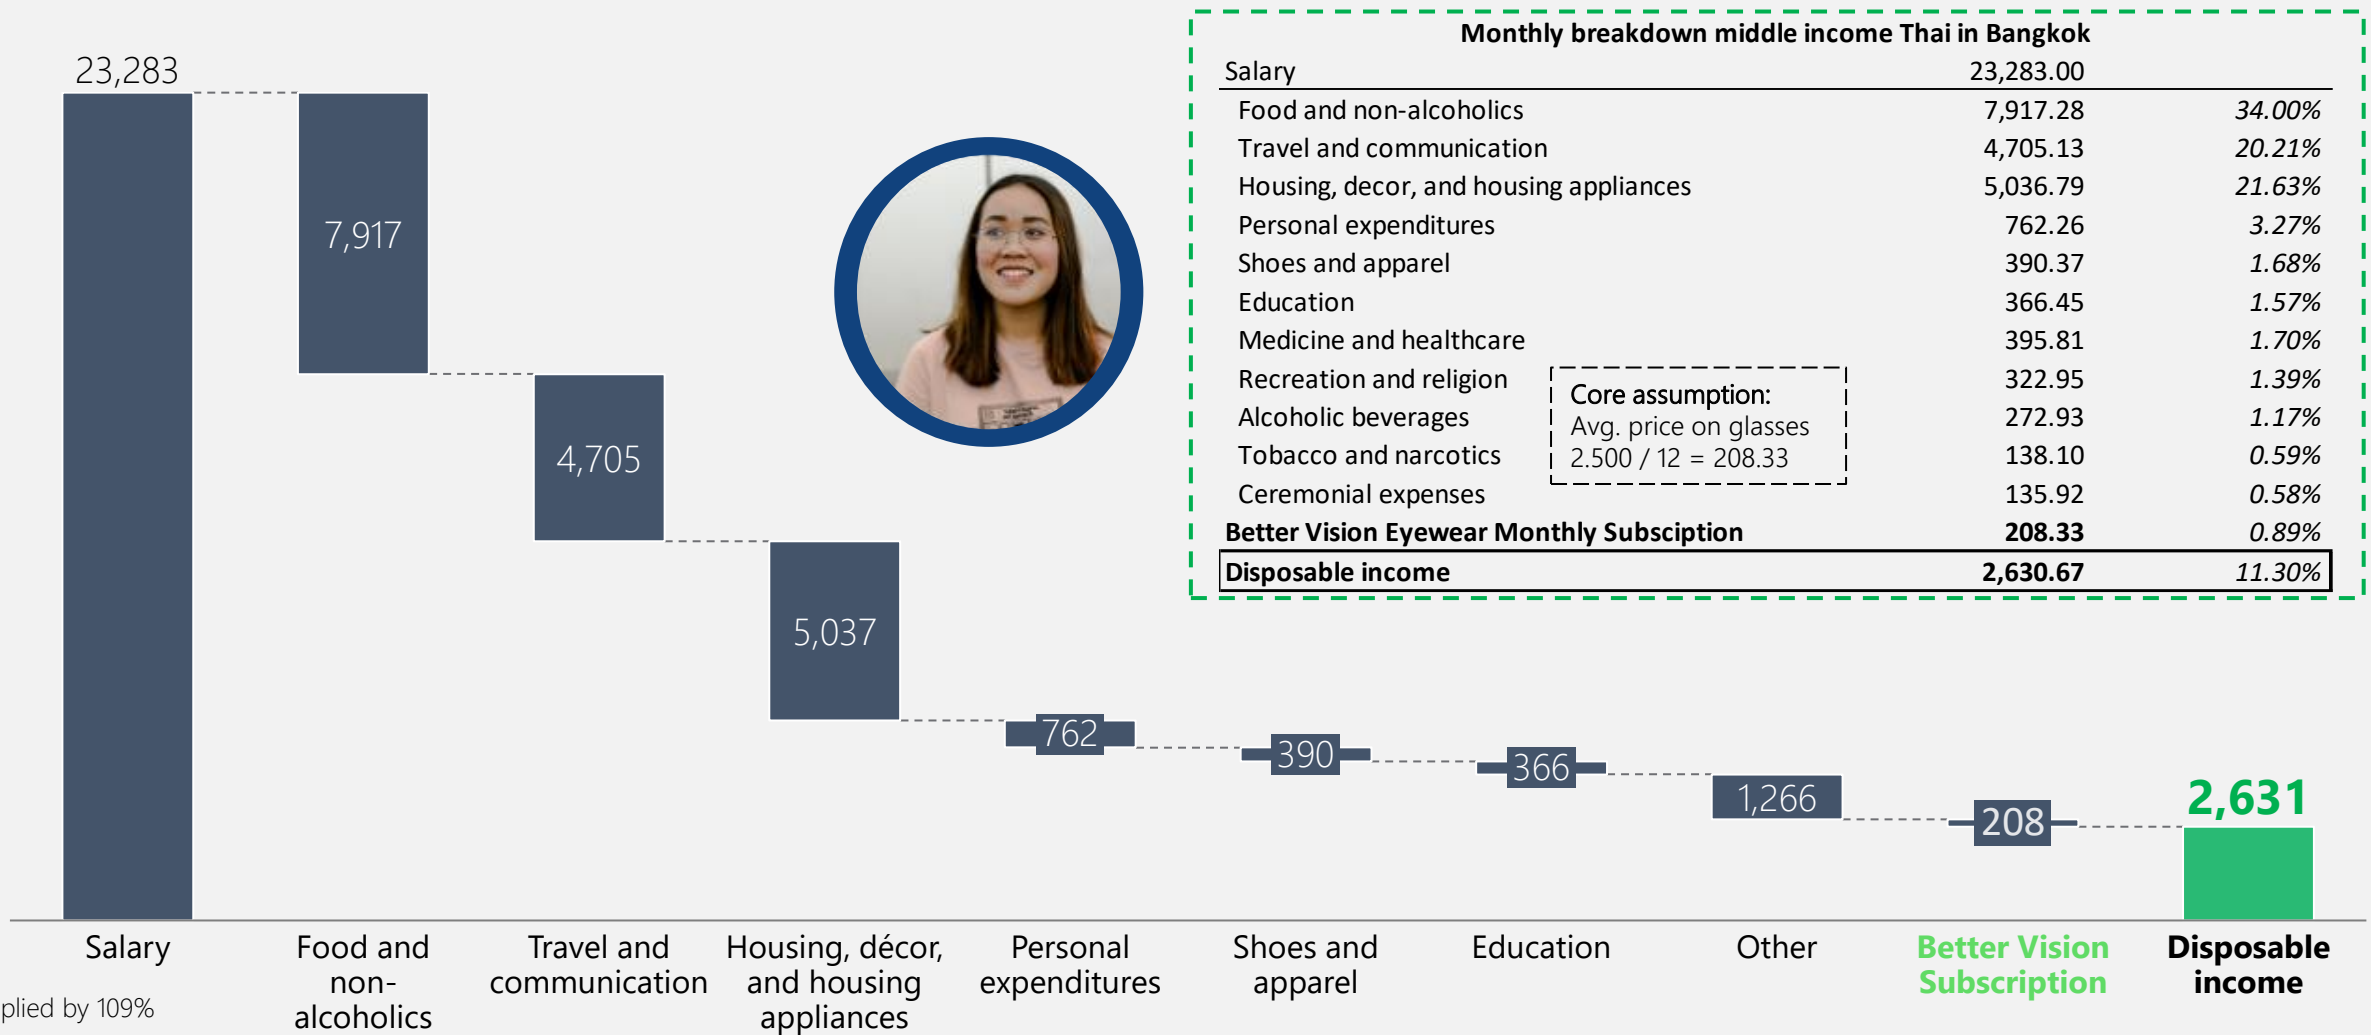 Monthly breakdown middle income Thai in Bangkok
Salary 23,283.00
Food and non-alcoholics 7,917.28 34.00%
Travel and communication 4,705.13 20.21%
Housing, decor, and housing appliances 5,036.79 21.63%
Personal expenditures 762.26 3.27%
Shoes and apparel 390.37 1.68%
Education 366.45 1.57%
Medicine and healthcare 395.81 1.70%
Recreation and religion 322.95 1.39%
Alcoholic beverages 272.93 1.17%
Tobacco and narcotics 138.10 0.59%
Ceremonial expenses 135.92 0.58%
Better Vision Eyewear Monthly Subsciption 208.33 0.89%
Disposable income 2,630.67 11.30%
Core assumption:
Avg. price on glasses
2.500 / 12 = 208.33
23,283
7,917
4,705
5,037
762
390
366
1,266
208
2,631
Salary
Food and
non-
alcoholics
Travel and
communication
Housing, décor,
and housing
appliances
Personal
expenditures
Shoes and
apparel
Education
Other
Better Vision
Subscription
Disposable
income
plied by 109%